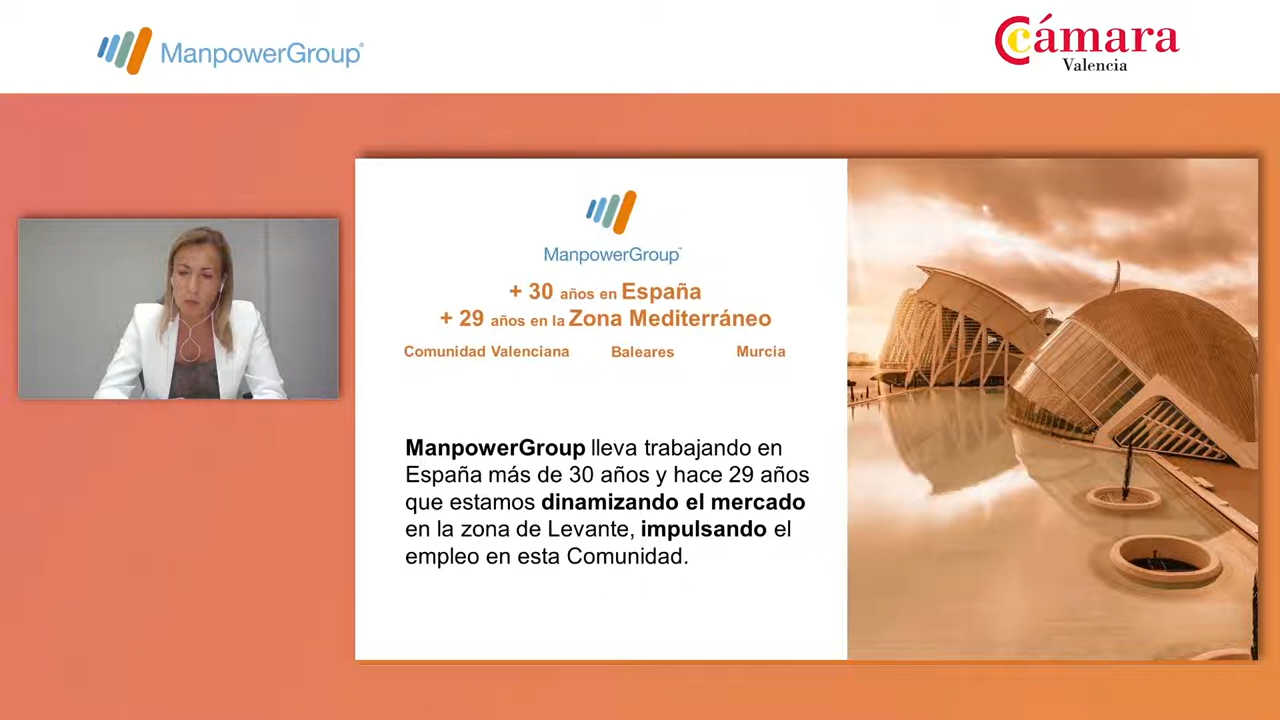 ManpowerGroup
Cámara
Valencia
ManpowerGroup
+ 30 años en España
+ 29 años en la Zona Mediterráneo
Comunidad Valenciana Baleares Murcia
ManpowerGroup lleva trabajando en
España más de 30 años y hace 29 años
que estamos dinamizando el mercado
en la zona de Levante, impulsando el
empleo en esta Comunidad.